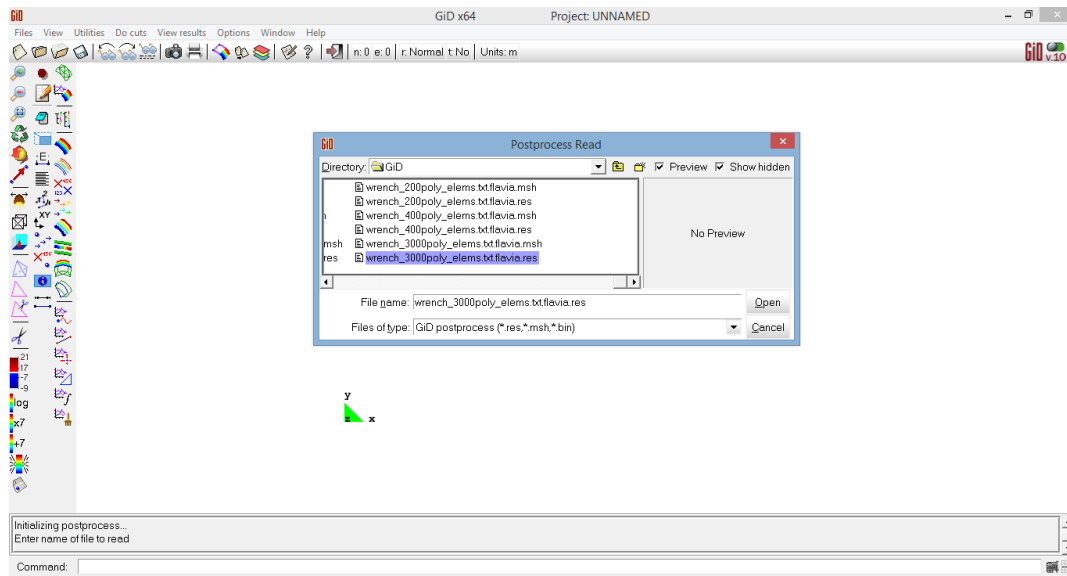 GiD
GiD x64 Project: UNNAMED
Files View Utilities Do cuts View results Options Window Help
n: 0 e: 0 r: Normal t: No Units: m
GiD v.10
GiD Postprocess Read
Directory: GiD Preview Show hidden
wrench_200poly_elems.txt.flavia.msh
wrench_200poly_elems.txt.flavia.res
wrench_400poly_elems.txt.flavia.msh
wrench_400poly_elems.txt.flavia.res
msh wrench_3000poly_elems.txt.flavia.msh
res wrench_3000poly_elems.txt.flavia.res
No Preview
File name: wrench_3000poly_elems.txt.flavia.res Open
Files of type: GiD postprocess (*.res,*.msh,*.bin) Cancel
:E:
XY
21
17
-7
-9
log
x7
+7
y
z x
Initializing postprocess...
Enter name of file to read
Command: